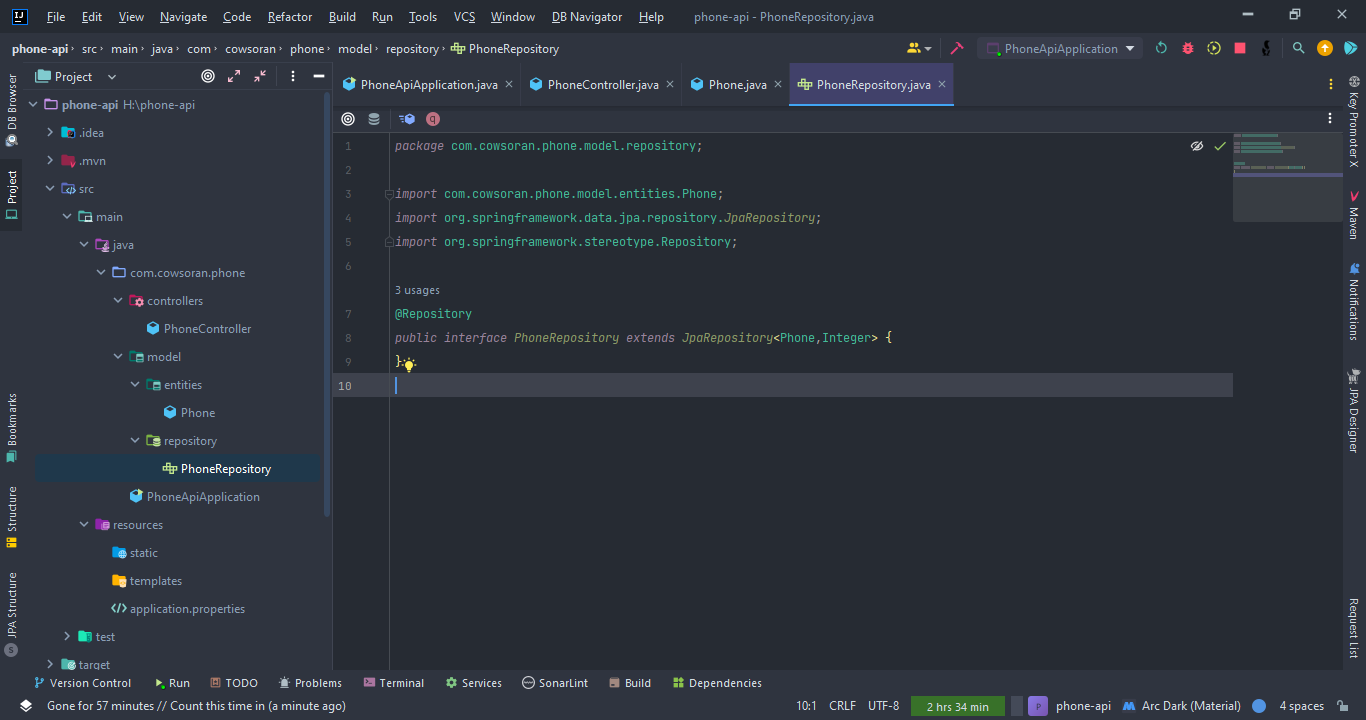 File Edit View Navigate Code Refactor Build Run Tools VCS Window DB Navigator Help phone-api - PhoneRepository.java
phone-api › src › main › java › com › cowsoran › phone › model › repository › PhoneRepository
PhoneApiApplication
Project
PhoneApiApplication.java
PhoneController.java
Phone.java
PhoneRepository.java
DB Browser
Project
Bookmarks
Structure
JPA Structure
phone-api H:\phone-api
.idea
.mvn
src
main
java
com.cowsoran.phone
controllers
PhoneController
model
entities
Phone
repository
PhoneRepository
PhoneApiApplication
resources
static
templates
application.properties
test
target
1 package com.cowsoran.phone.model.repository;
2
3 import com.cowsoran.phone.model.entities.Phone;
4 import org.springframework.data.jpa.repository.JpaRepository;
5 import org.springframework.stereotype.Repository;
6
3 usages
7 @Repository
8 public interface PhoneRepository extends JpaRepository<Phone,Integer> {
9 }
10
Key Promoter X
Maven
Notifications
JPA Designer
Request List
Version Control Run TODO Problems Terminal Services SonarLint Build Dependencies
Gone for 57 minutes // Count this time in (a minute ago) 10:1 CRLF UTF-8 2 hrs 34 min P phone-api Arc Dark (Material) 4 spaces